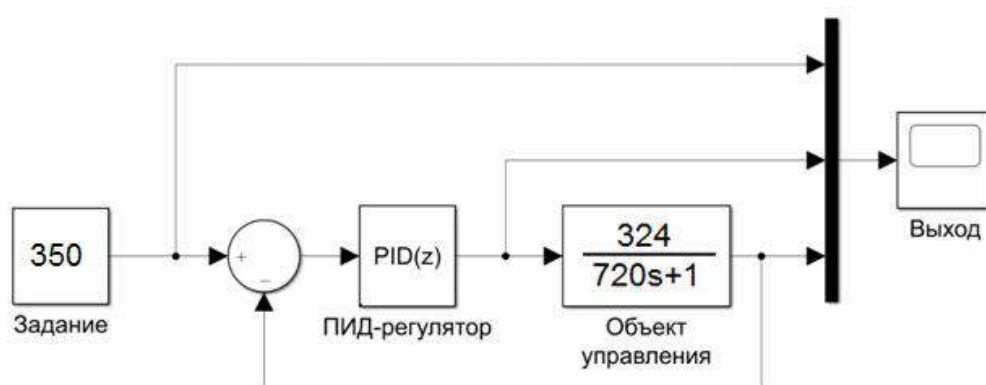 350
Задание
+
−
PID(z)
ПИД-регулятор
324
720s+1
Объект
управления
Выход